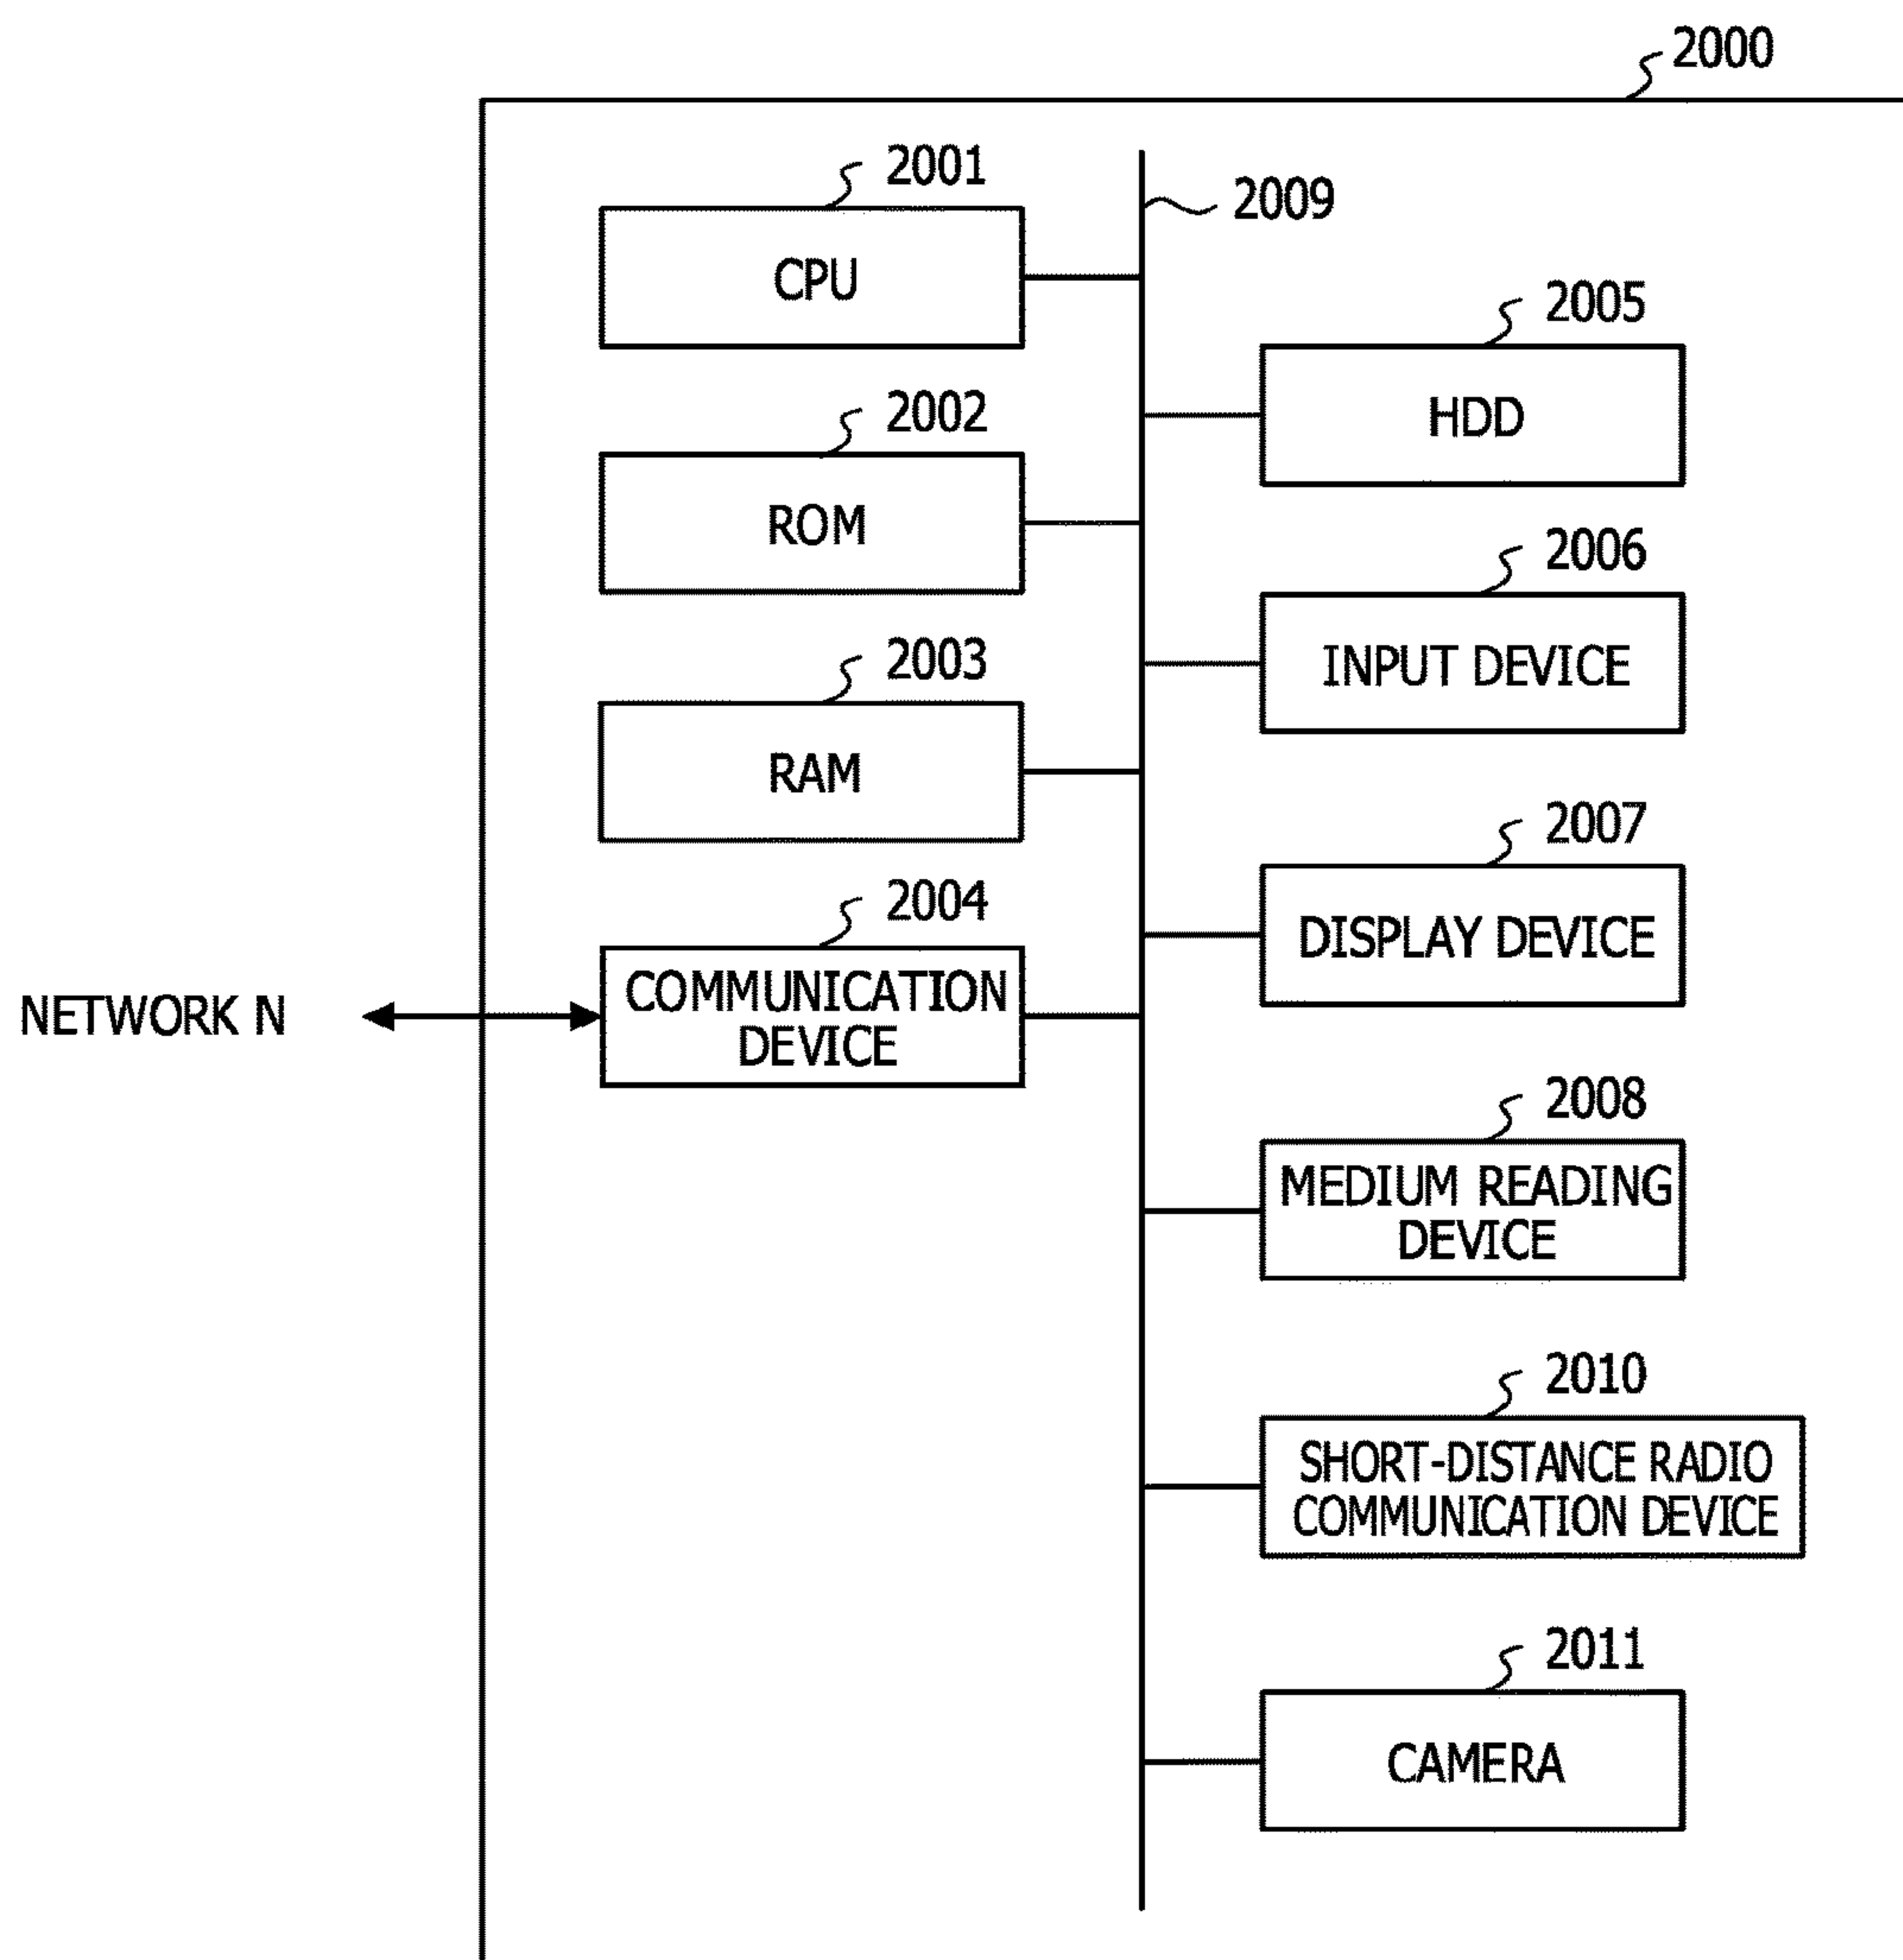 2000
2001
CPU
2009
2005
HDD
2002
ROM
2006
INPUT DEVICE
2003
RAM
2007
DISPLAY DEVICE
2004
COMMUNICATION
DEVICE
NETWORK N
2008
MEDIUM READING
DEVICE
2010
SHORT-DISTANCE RADIO
COMMUNICATION DEVICE
2011
CAMERA